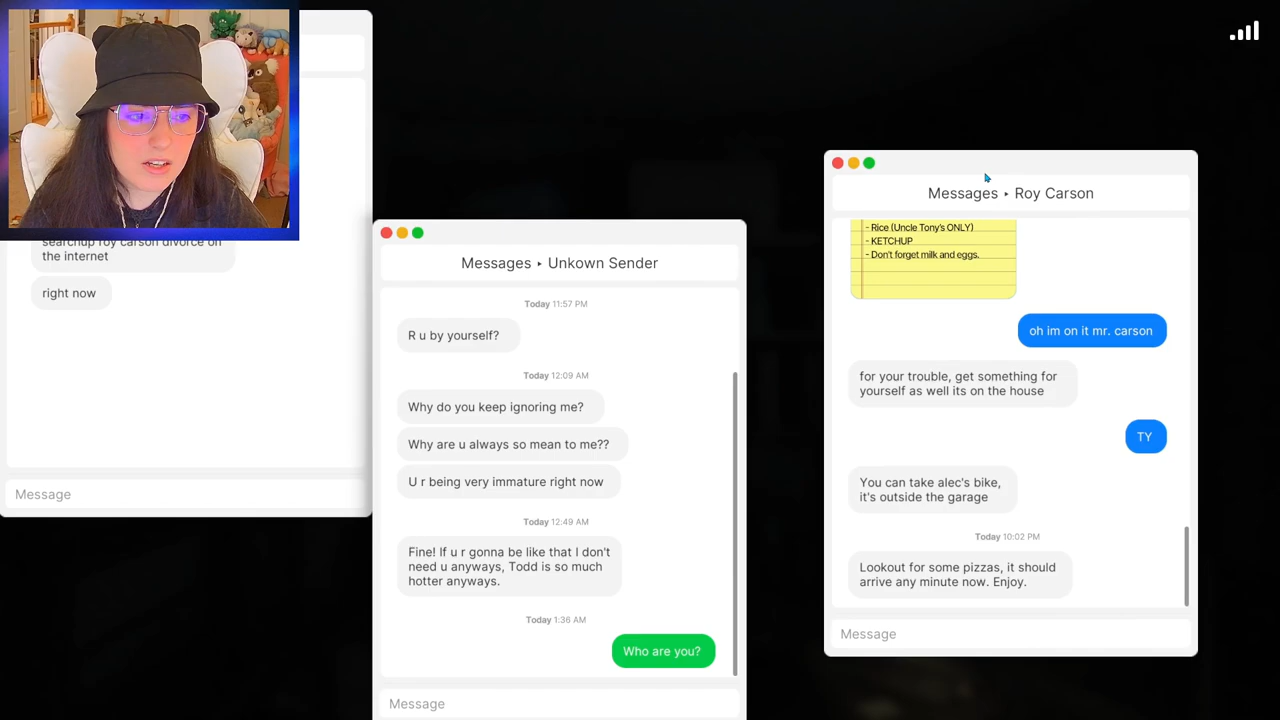 searchup roy carson divorce on
the internet
right now
Message
Messages ▸ Unkown Sender
Today 11:57 PM
R u by yourself?
Today 12:09 AM
Why do you keep ignoring me?
Why are u always so mean to me??
U r being very immature right now
Today 12:49 AM
Fine! If u r gonna be like that I don't
need u anyways, Todd is so much
hotter anyways.
Today 1:36 AM
Who are you?
Message
Messages ▸ Roy Carson
- Rice (Uncle Tony's ONLY)
- KETCHUP
- Don't forget milk and eggs.
oh im on it mr. carson
for your trouble, get something for
yourself as well its on the house
TY
You can take alec's bike,
it's outside the garage
Today 10:02 PM
Lookout for some pizzas, it should
arrive any minute now. Enjoy.
Message